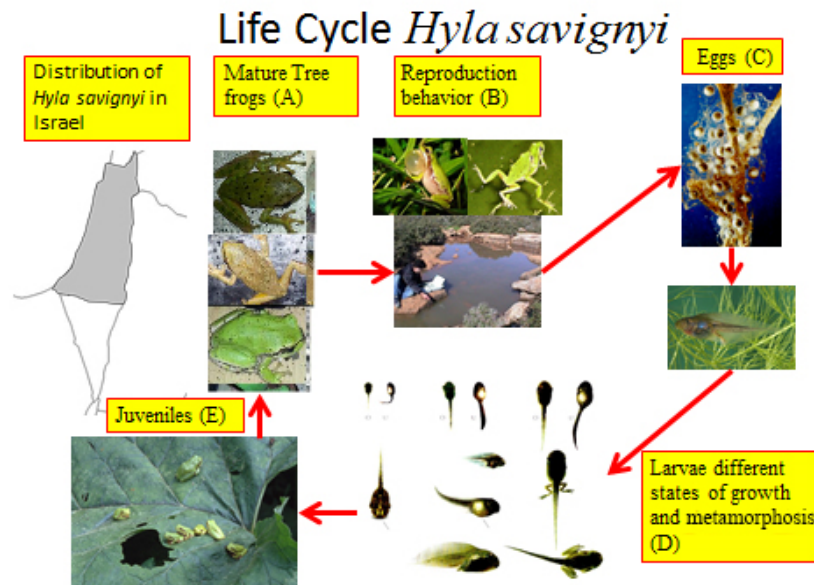 Life Cycle Hyla savignyi
Distribution of
Hyla savignyi in
Israel
Mature Tree
frogs (A)
Reproduction
behavior (B)
Eggs (C)
Larvae different
states of growth
and metamorphosis
(D)
Juveniles (E)